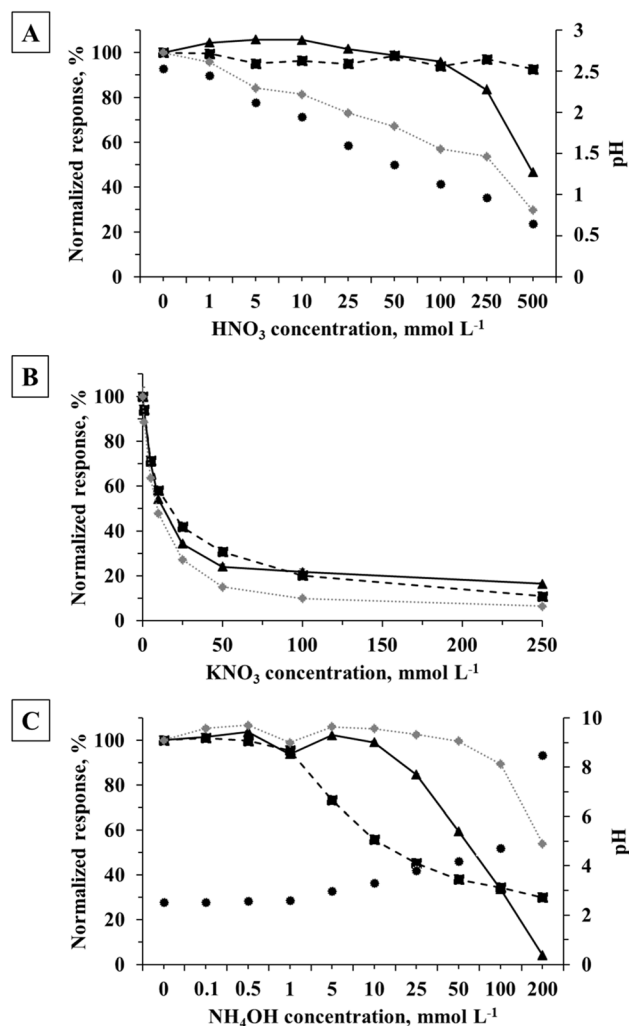 A
Normalized response, %
100
80
60
40
20
0
3
2.5
2
1.5
1
0.5
0
pH
0 1 5 10 25 50 100 250 500
HNO₃ concentration, mmol L⁻¹
B
Normalized response, %
100
80
60
40
20
0
0 50 100 150 200 250
KNO₃ concentration, mmol L⁻¹
C
Normalized response, %
100
80
60
40
20
0
10
8
6
4
2
0
pH
0 0.1 0.5 1 5 10 25 50 100 200
NH₄OH concentration, mmol L⁻¹